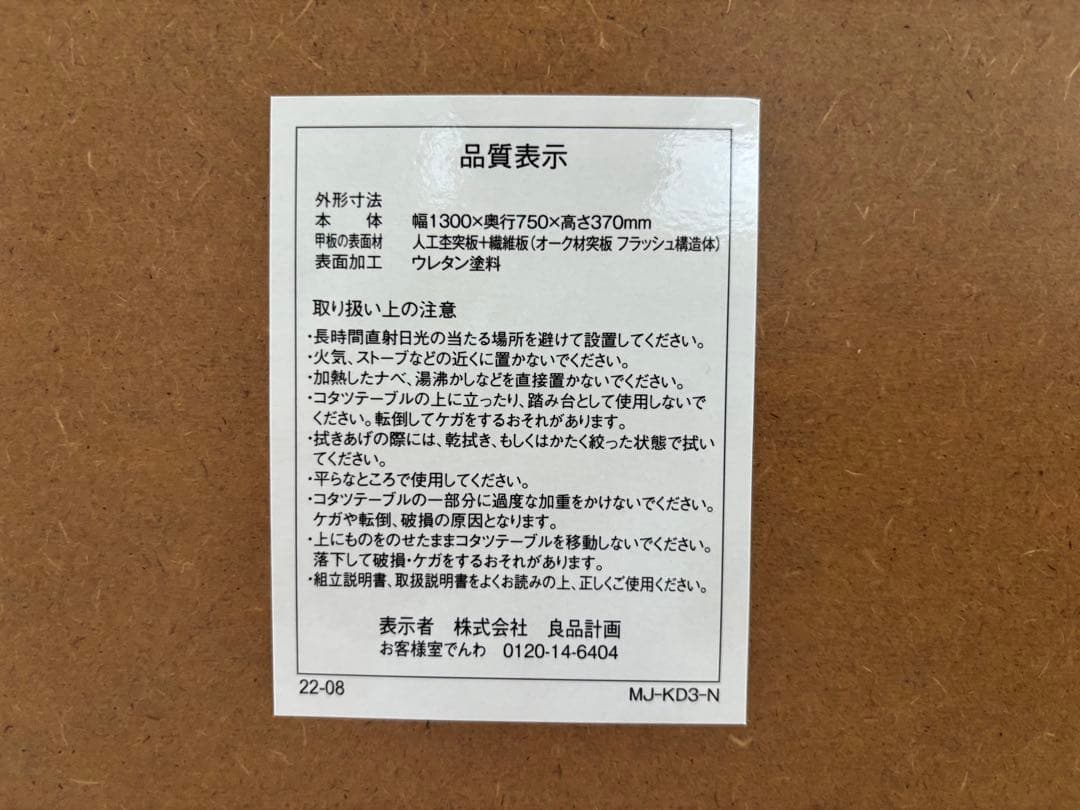 品質表示
外形寸法
本　体　幅1300×奥行750×高さ370mm
甲板の表面材　人工杢突板+繊維板(オーク材突板 フラッシュ構造体)
表面加工　ウレタン塗料
取り扱い上の注意
・長時間直射日光の当たる場所を避けて設置してください。
・火気、ストーブなどの近くに置かないでください。
・加熱したナベ、湯沸かしなどを直接置かないでください。
・コタツテーブルの上に立ったり、踏み台として使用しないで
ください。転倒してケガをするおそれがあります。
・拭きあげの際には、乾拭き、もしくはかたく絞った状態で拭い
てください。
・平らなところで使用してください。
・コタツテーブルの一部分に過度な加重をかけないでください。
ケガや転倒、破損の原因となります。
・上にものをのせたままコタツテーブルを移動しないでください。
落下して破損・ケガをするおそれがあります。
・組立説明書、取扱説明書をよくお読みの上、正しくご使用ください。
表示者　株式会社　良品計画
お客様室でんわ　0120-14-6404
22-08　MJ-KD3-N